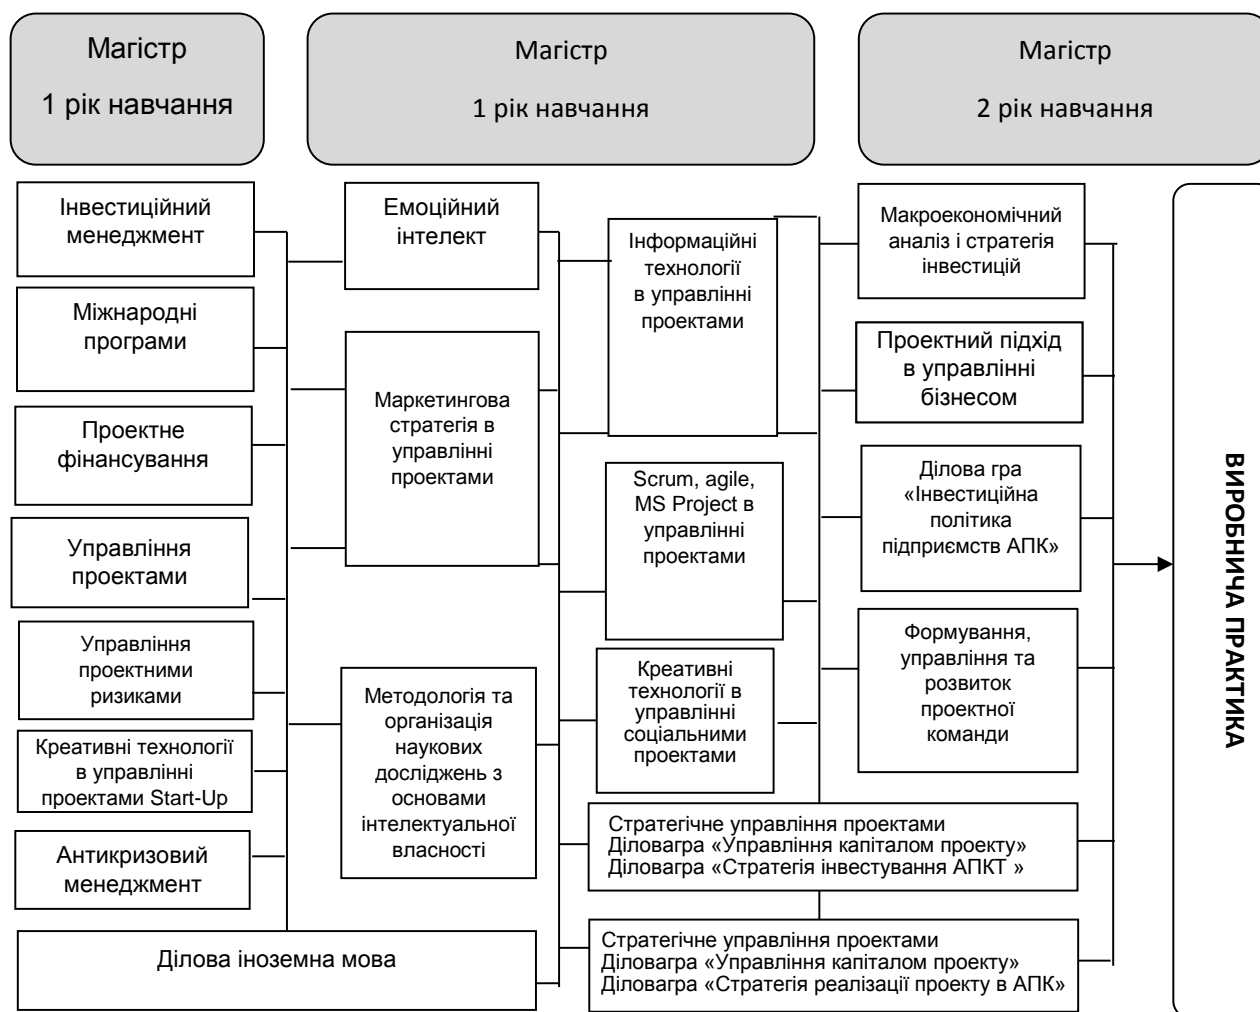 Магістр
1 рік навчання
Магістр
1 рік навчання
Магістр
2 рік навчання
Інвестиційний
менеджмент
Міжнародні
програми
Проектне
фінансування
Управління
проектами
Управління
проектними
ризиками
Креативні технології
в управлінні
проектами Start-Up
Антикризовий
менеджмент
Ділова іноземна мова
Емоційний
інтелект
Маркетингова
стратегія в
управлінні
проектами
Методологія та
організація
наукових
досліджень з
основами
інтелектуальної
власності
Інформаційні
технології
в управлінні
проектами
Scrum, agile,
MS Project в
управлінні
проектами
Креативні
технології в
управлінні
соціальними
проектами
Стратегічне управління проектами
Діловагра «Управління капіталом проекту»
Діловагра «Стратегія інвестування АПКТ »
Стратегічне управління проектами
Діловагра «Управління капіталом проекту»
Діловагра «Стратегія реалізації проекту в АПК»
Макроекономічний
аналіз і стратегія
інвестицій
Проектний підхід
в управлінні
бізнесом
Ділова гра
«Інвестиційна
політика
підприємств АПК»
Формування,
управління та
розвиток
проектної
команди
ВИРОБНИЧА ПРАКТИКА